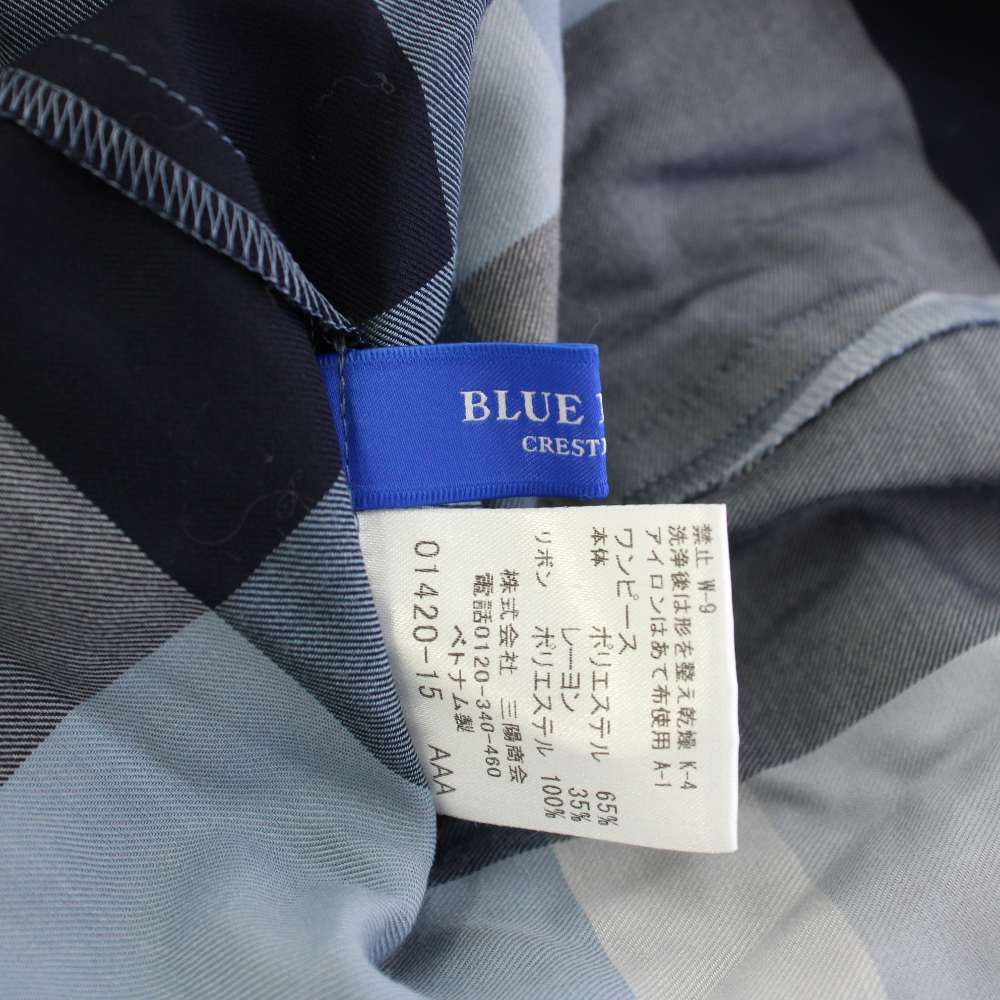 BLUE
CREST
禁止 W-9
洗浄後は形を整え乾燥 K-4
アイロンはあて布使用 A-1
ワンピース
本体 ポリエステル 65%
レーヨン 35%
リボン ポリエステル 100%
株式会社 三陽商会
電話0120-340-460
ベトナム製
01420-15 AAA